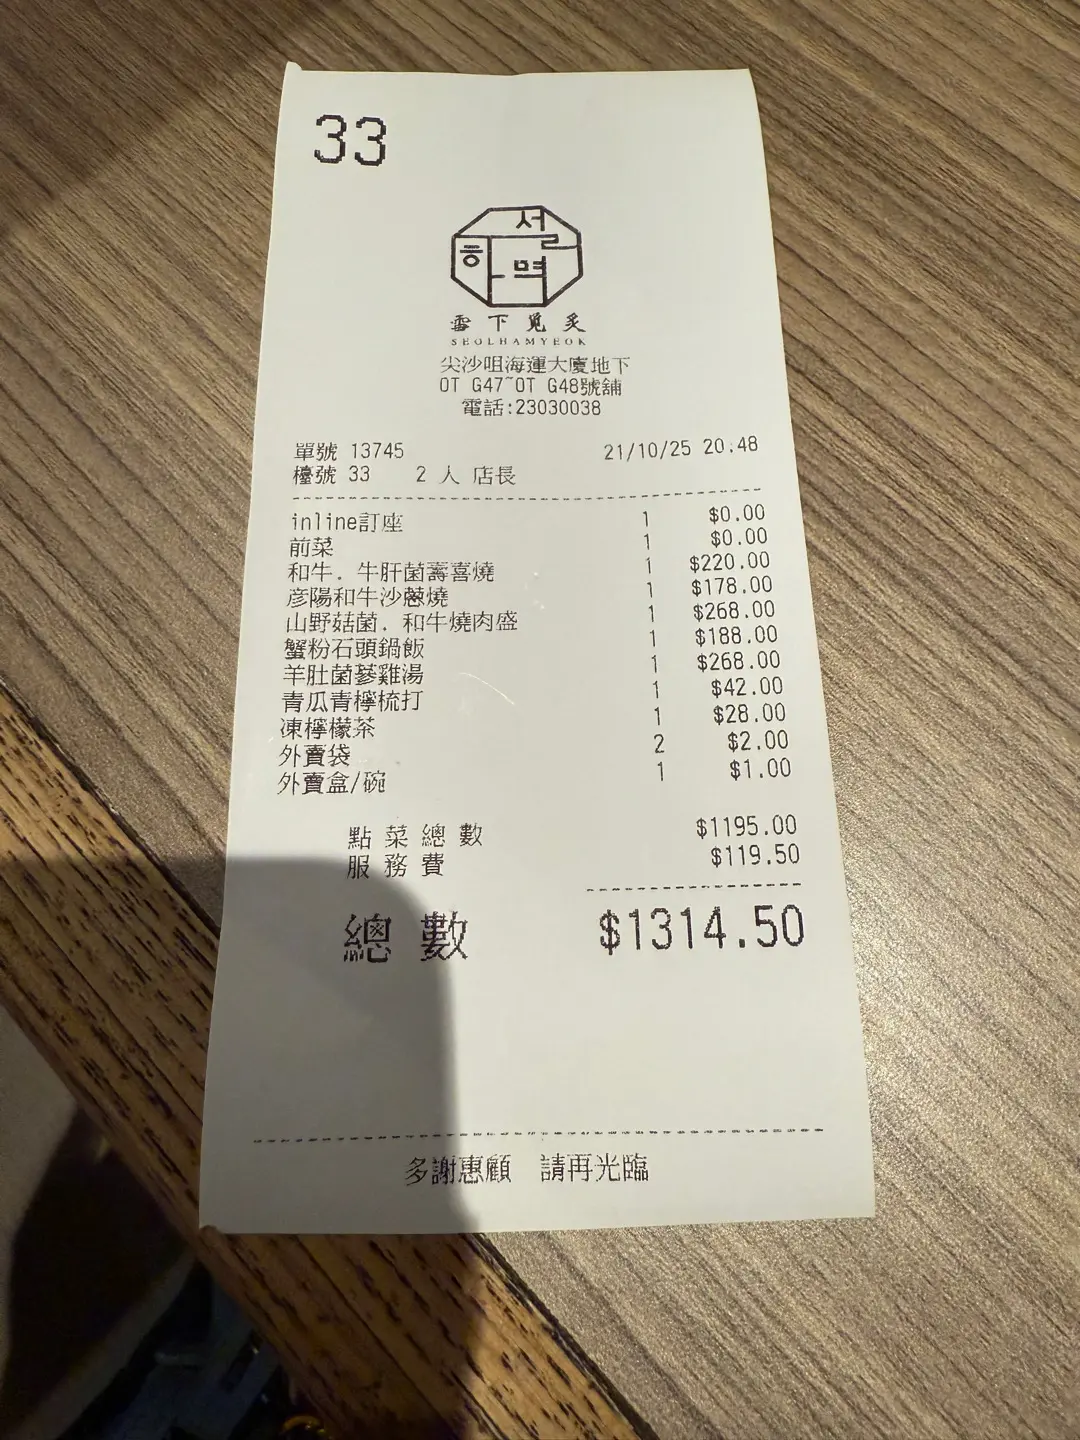 33
설
하 멱
雪下覓炙
SEOLHAMYEOK
尖沙咀海運大廈地下
OT G47~OT G48號舖
電話:23030038
單號 13745 21/10/25 20:48
檯號 33 2 人 店長
inline訂座 1 $0.00
前菜 1 $0.00
和牛．牛肝菌壽喜燒 1 $220.00
彦陽和牛沙蔥燒 1 $178.00
山野菇菌．和牛燒肉盛 1 $268.00
蟹粉石頭鍋飯 1 $188.00
羊肚菌蔘雞湯 1 $268.00
青瓜青檸梳打 1 $42.00
凍檸檬茶 1 $28.00
外賣袋 2 $2.00
外賣盒/碗 1 $1.00
點菜總數 $1195.00
服務費 $119.50
總數 $1314.50
多謝惠顧 請再光臨